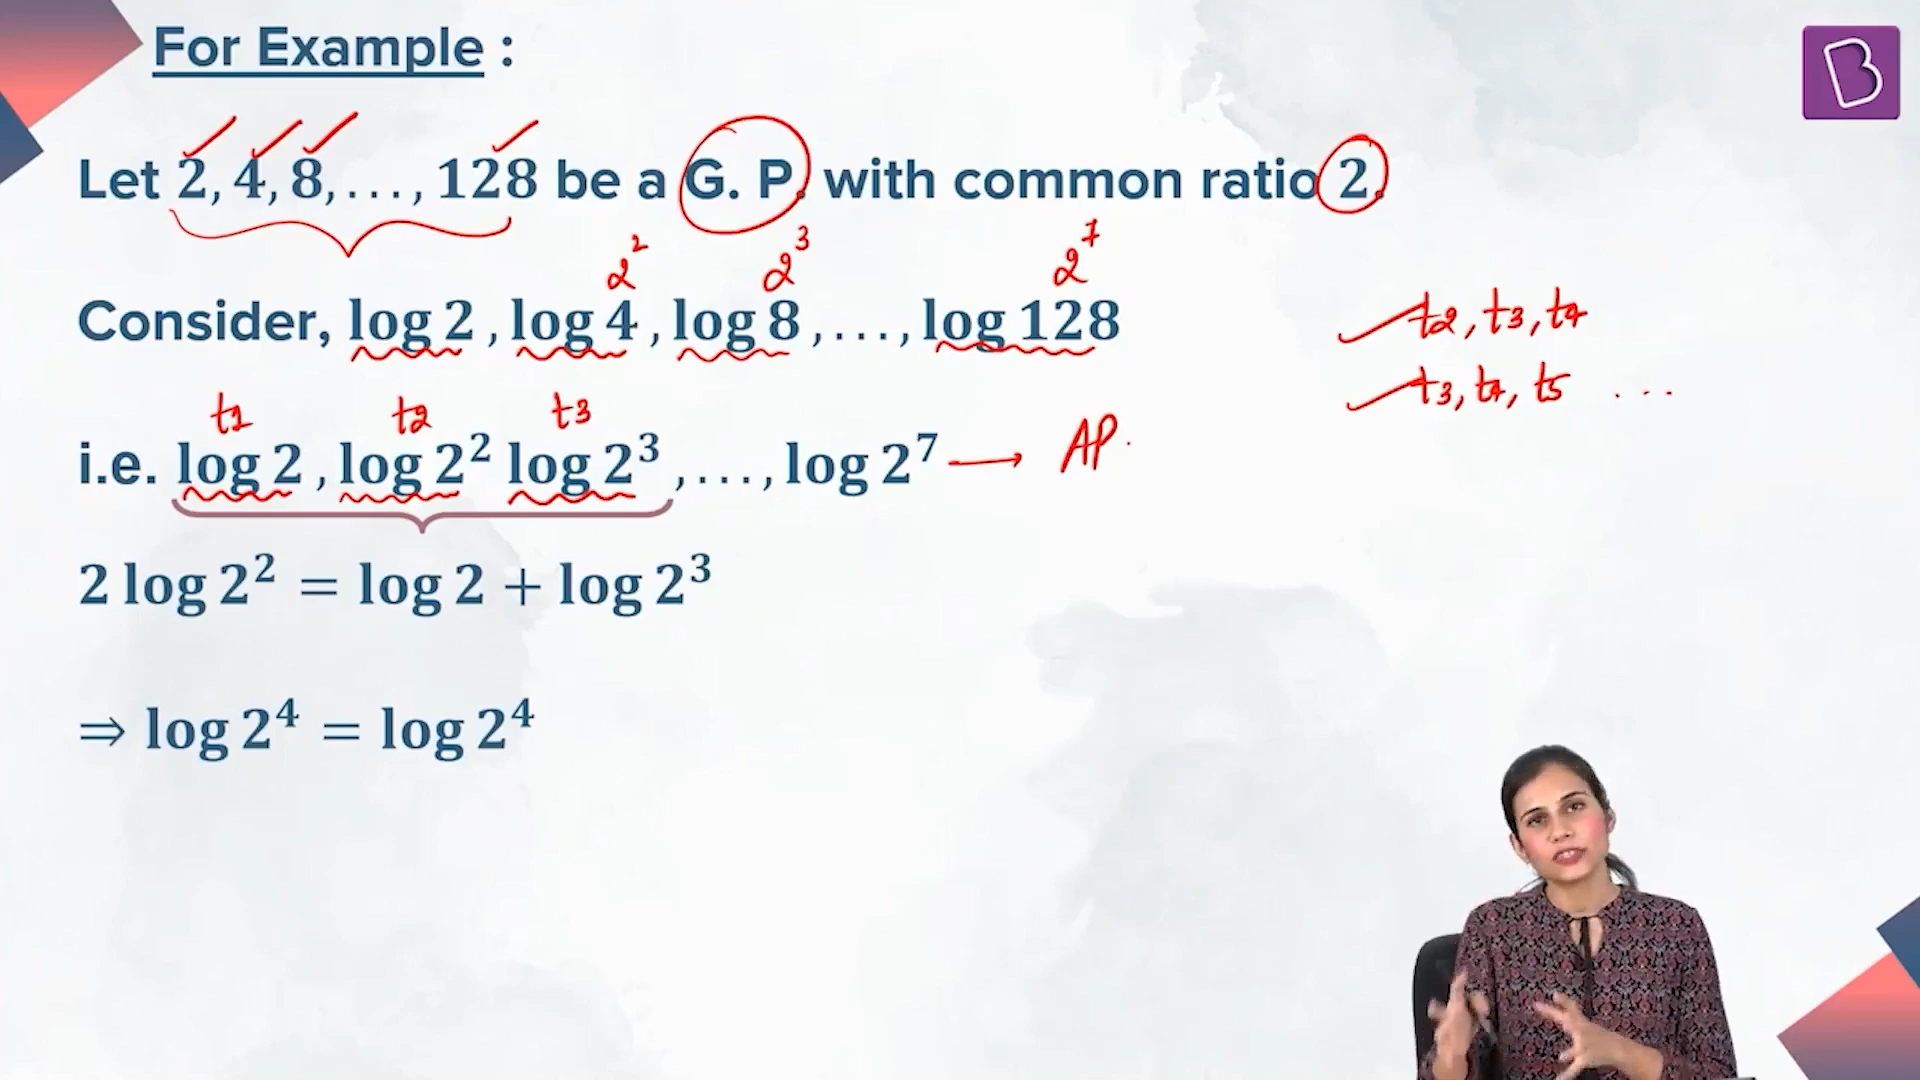 For Example :
B
Let 2, 4, 8, . . . , 128 be a G. P. with common ratio 2.
2² 2³ 2⁷
Consider, log 2 , log 4 , log 8 , . . . , log 128
t2, t3, t4
t3, t4, t5 ...
t1 t2 t3
i.e. log 2 , log 2² log 2³ , . . . , log 2⁷ → AP.
2 log 2² = log 2 + log 2³
⇒ log 2⁴ = log 2⁴